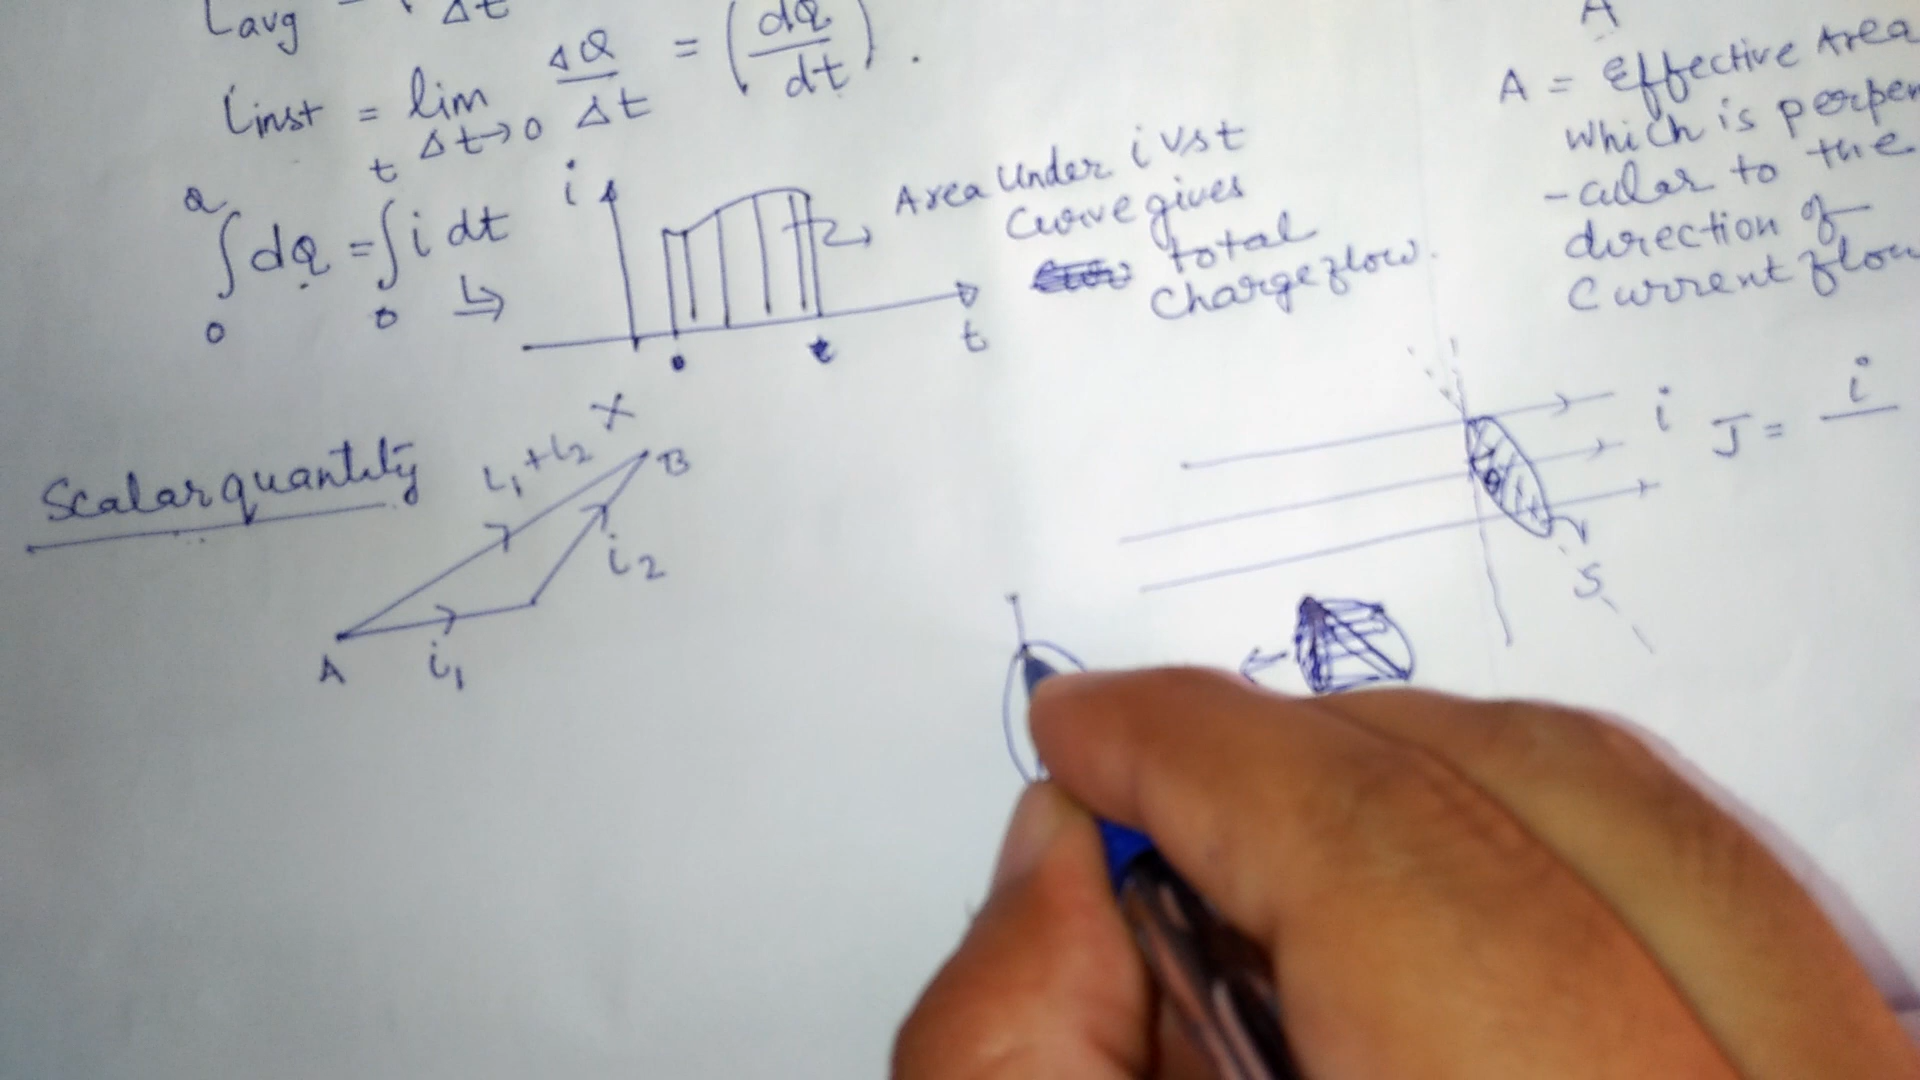 iavg = Δt
iinst = lim Δt→0 ΔQ/Δt = (dQ/dt).
∫₀^Q dQ = ∫₀^t i dt
i
0
t
t
Area Under i vs t
Curve gives
total
Charge flow.
A
A = Effective Area
Which is perpen
-cular to the
direction of
Current flow
Scalar quantity
i₁+i₂ X
A
B
i₁
i₂
i
θ
S
J = i